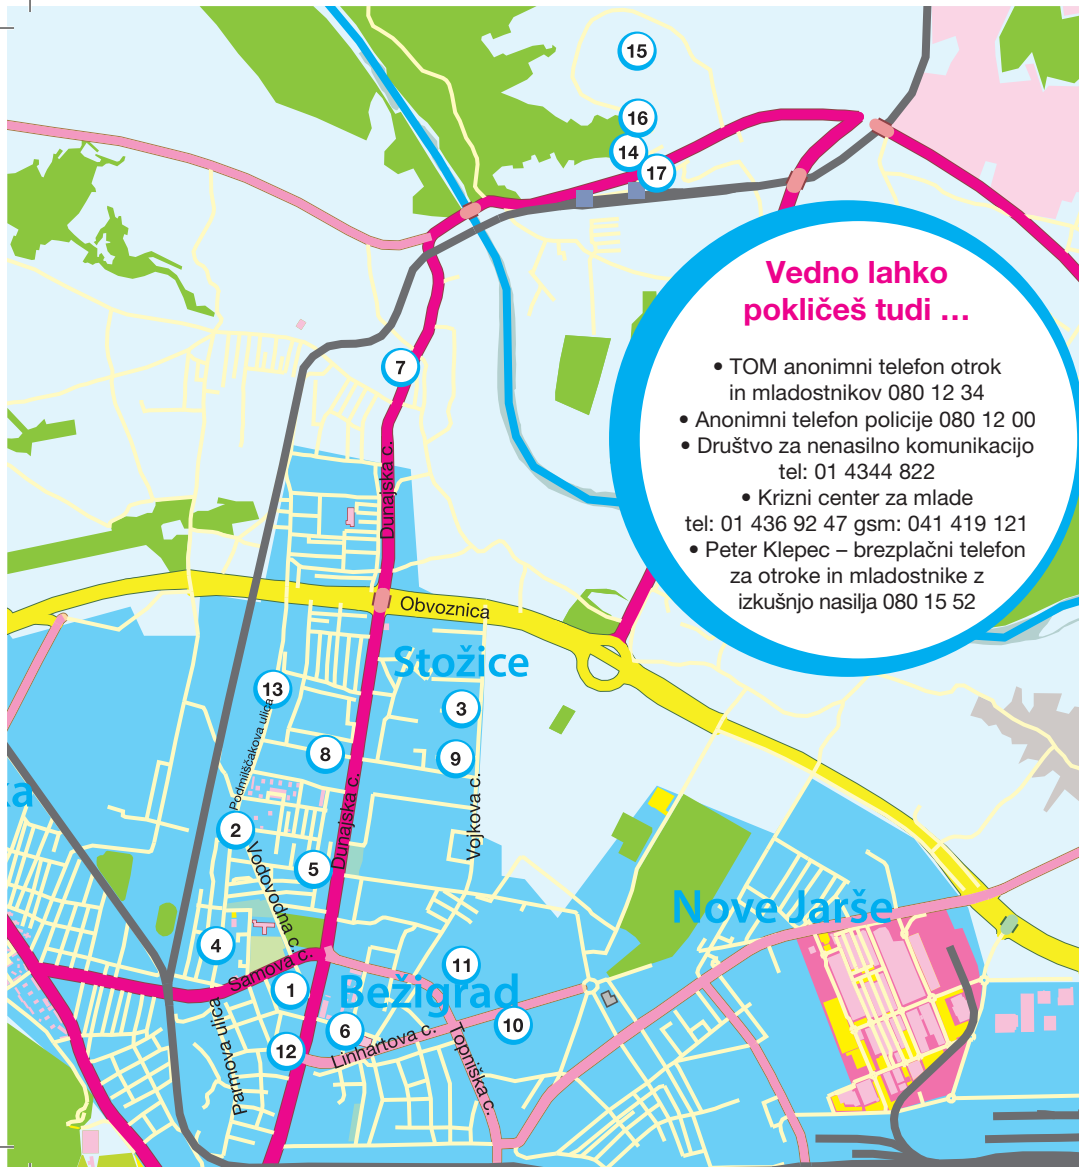 15
16
14
17
Vedno lahko
pokličeš tudi ...
• TOM anonimni telefon otrok
in mladostnikov 080 12 34
• Anonimni telefon policije 080 12 00
• Društvo za nenasilno komunikacijo
tel: 01 4344 822
• Krizni center za mlade
tel: 01 436 92 47 gsm: 041 419 121
• Peter Klepec – brezplačni telefon
za otroke in mladostnike z
izkušnjo nasilja 080 15 52
7
Dunajska c.
Obvoznica
Stožice
13
3
Podmilščakova ulica
8
9
Dunajska c.
Vojkova c.
ka
2
Vodovodna c.
5
Nove Jarše
4
Samova c.
11
1
Bežigrad
Parmova ulica
6
10
Linhartova c.
Topniška c.
12